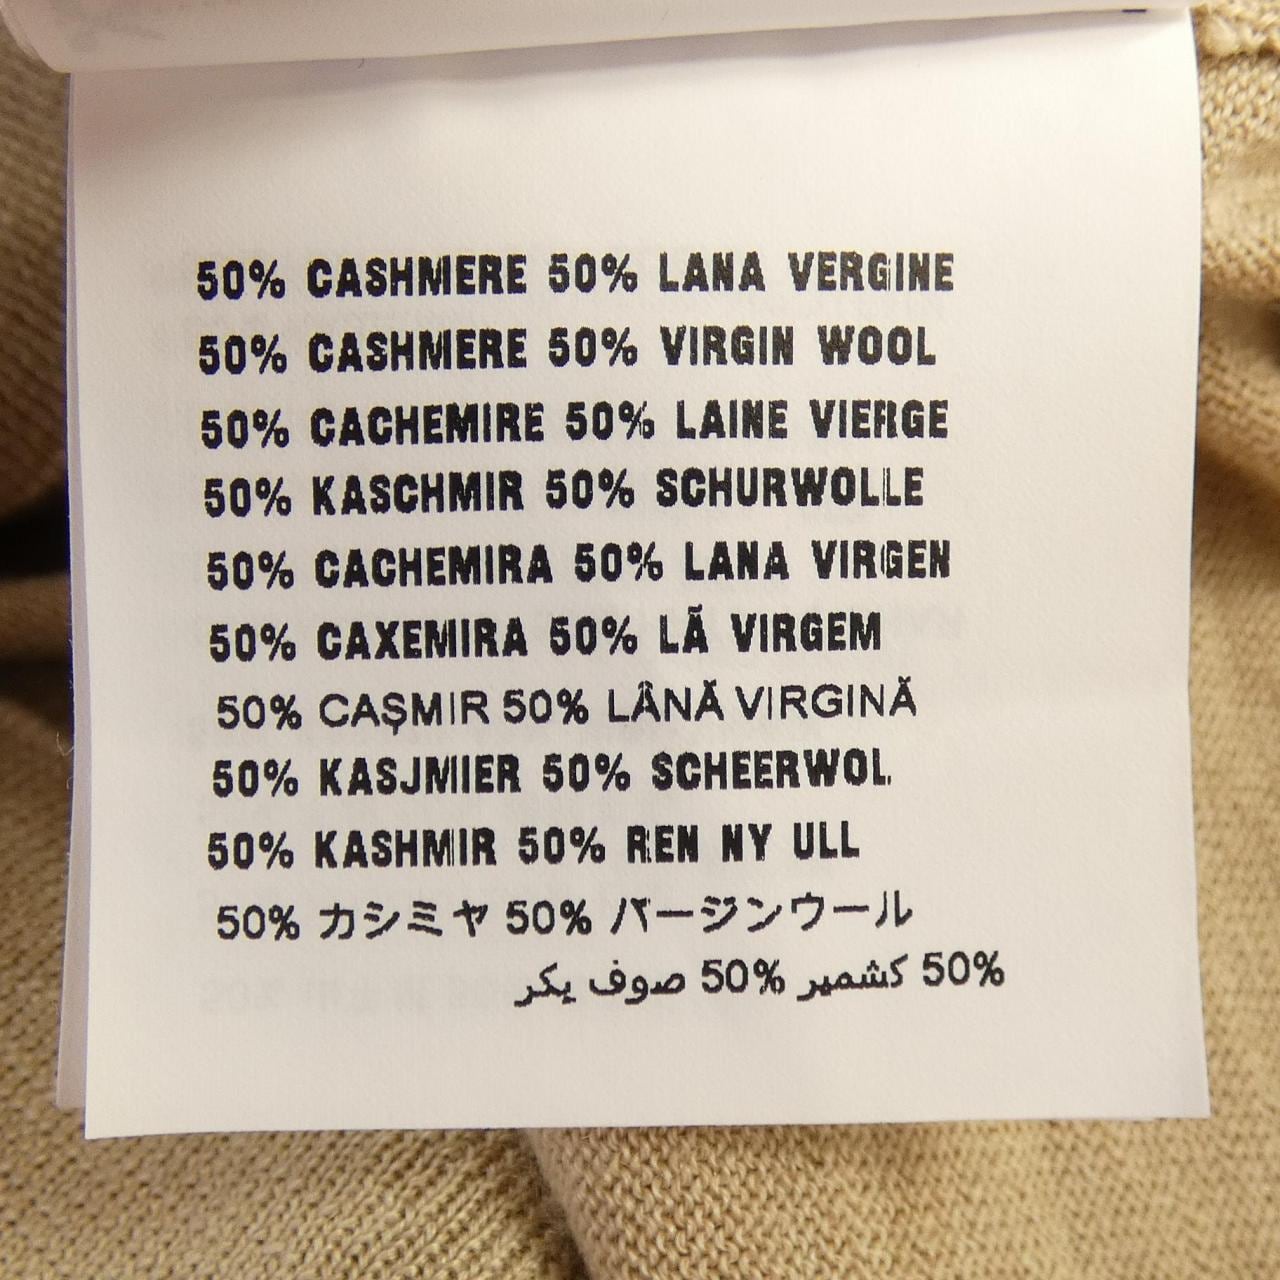 50% CASHMERE 50% LANA VERGINE
50% CASHMERE 50% VIRGIN WOOL
50% CACHEMIRE 50% LAINE VIERGE
50% KASCHMIR 50% SCHURWOLLE
50% CACHEMIRA 50% LANA VIRGEN
50% CAXEMIRA 50% LÃ VIRGEM
50% CAȘMIR 50% LÂNĂ VIRGINĂ
50% KASJMIER 50% SCHEERWOL
50% KASHMIR 50% REN NY ULL
50% カシミヤ 50% バージンウール
50% كشمير 50% صوف يكر